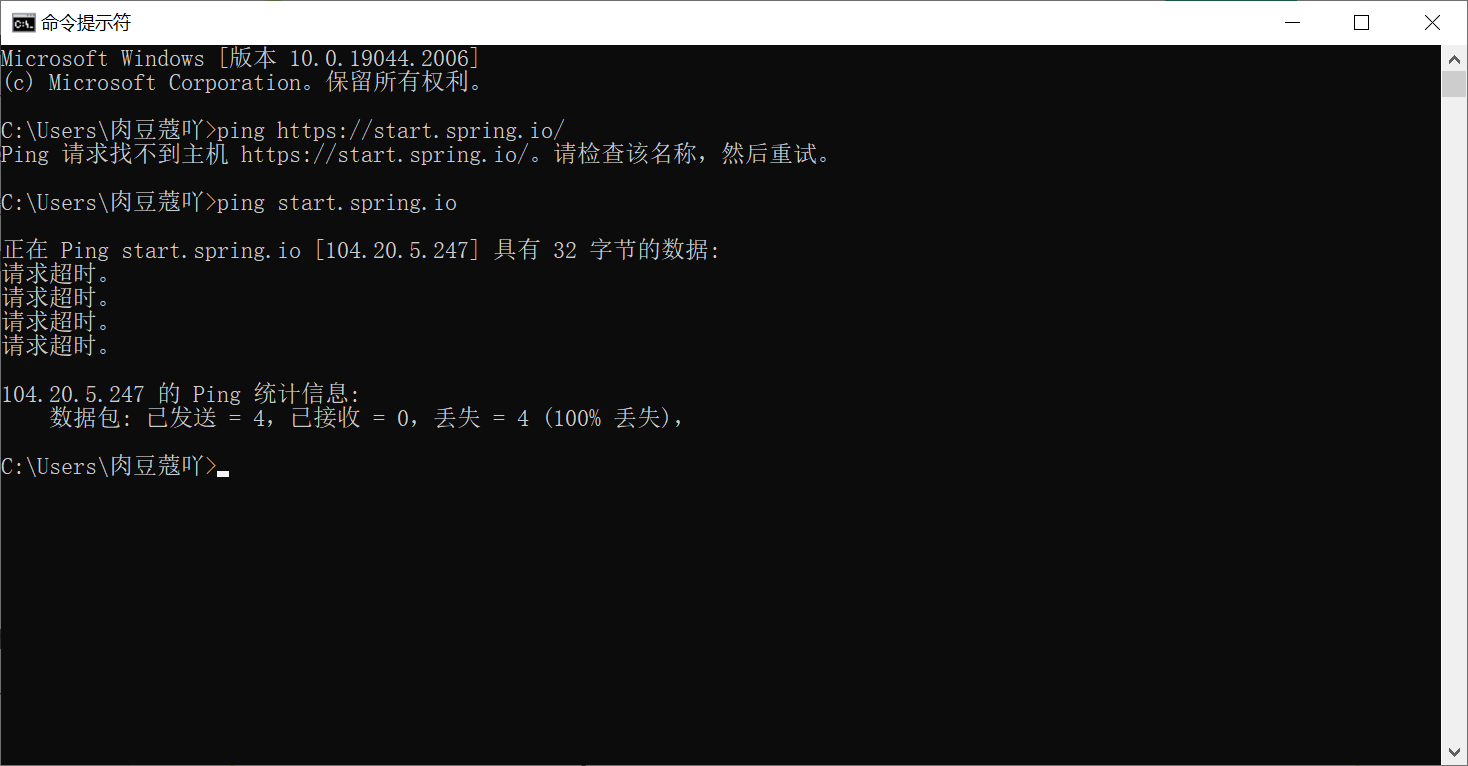 命令提示符
Microsoft Windows [版本 10.0.19044.2006]
(c) Microsoft Corporation。保留所有权利。
C:\Users\肉豆蔻吖>ping https://start.spring.io/
Ping 请求找不到主机 https://start.spring.io/。请检查该名称，然后重试。
C:\Users\肉豆蔻吖>ping start.spring.io
正在 Ping start.spring.io [104.20.5.247] 具有 32 字节的数据:
请求超时。
请求超时。
请求超时。
请求超时。
104.20.5.247 的 Ping 统计信息:
    数据包: 已发送 = 4，已接收 = 0，丢失 = 4 (100% 丢失)，
C:\Users\肉豆蔻吖>